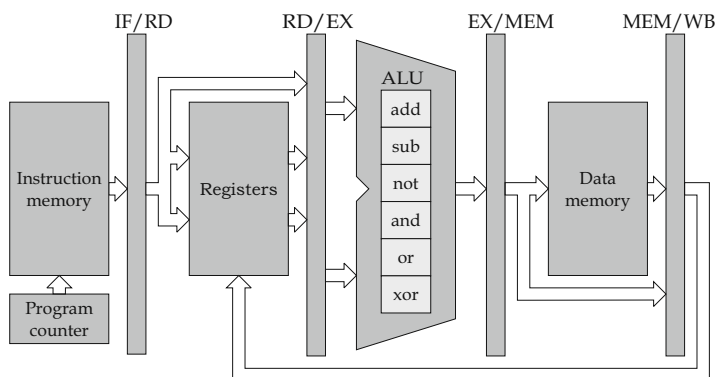 IF/RD
RD/EX
EX/MEM
MEM/WB
ALU
add
sub
not
and
or
xor
Instruction
memory
Registers
Data
memory
Program
counter